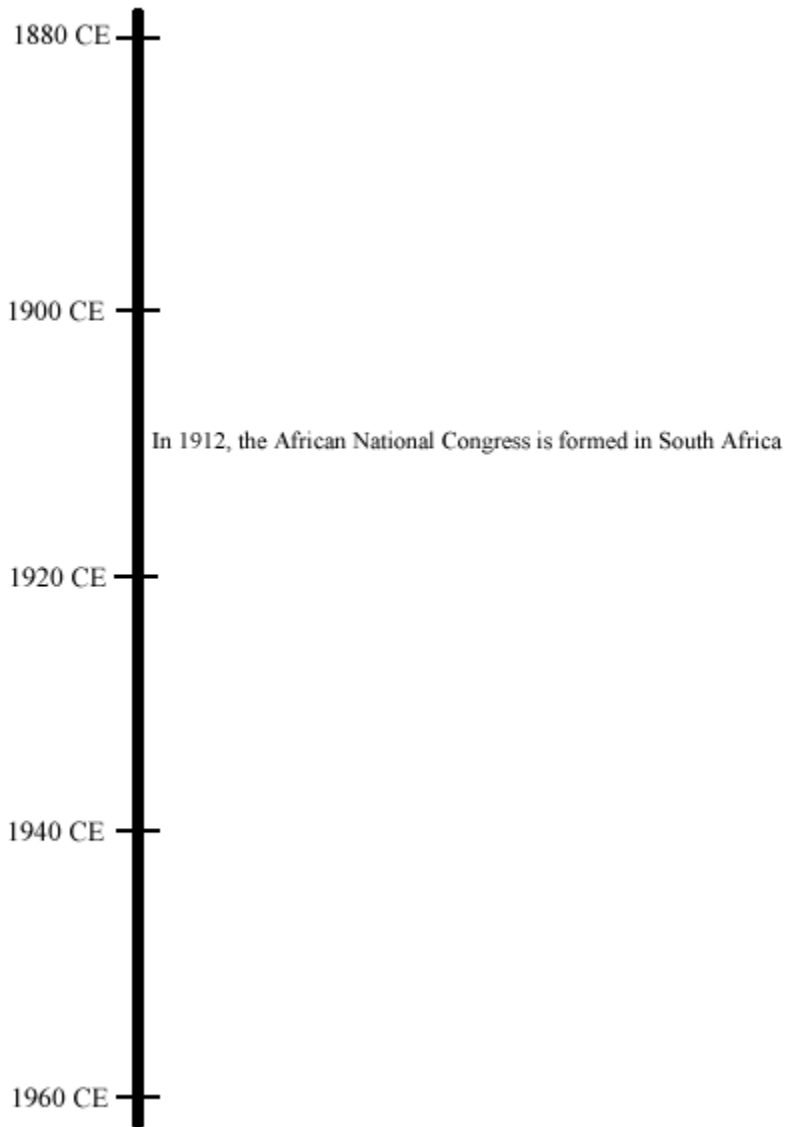 1880 CE
1900 CE
In 1912, the African National Congress is formed in South Africa
1920 CE
1940 CE
1960 CE